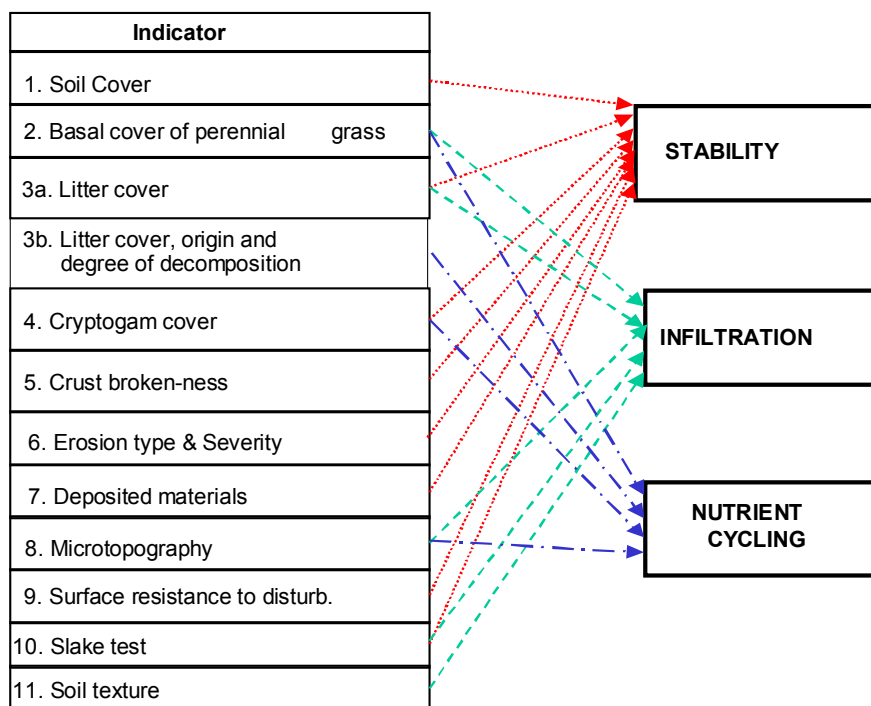 Indicator
1. Soil Cover
2. Basal cover of perennial grass
3a. Litter cover
3b. Litter cover, origin and
degree of decomposition
4. Cryptogam cover
5. Crust broken-ness
6. Erosion type & Severity
7. Deposited materials
8. Microtopography
9. Surface resistance to disturb.
10. Slake test
11. Soil texture
STABILITY
INFILTRATION
NUTRIENT
CYCLING